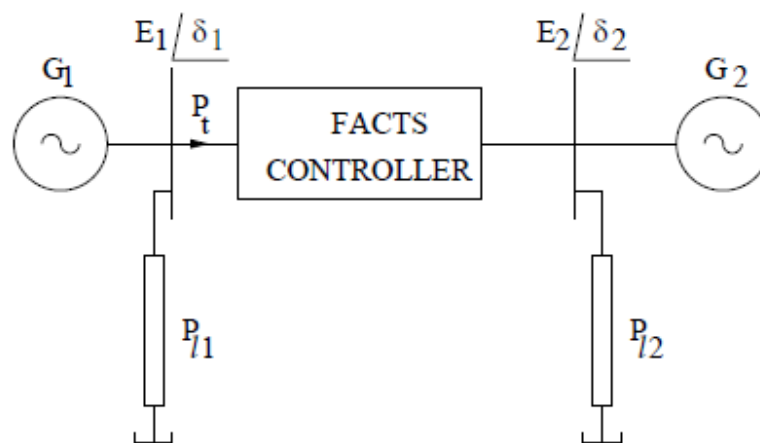 E1/δ1
E2/δ2
G1
G2
Pt
FACTS
CONTROLLER
Pl1
Pl2